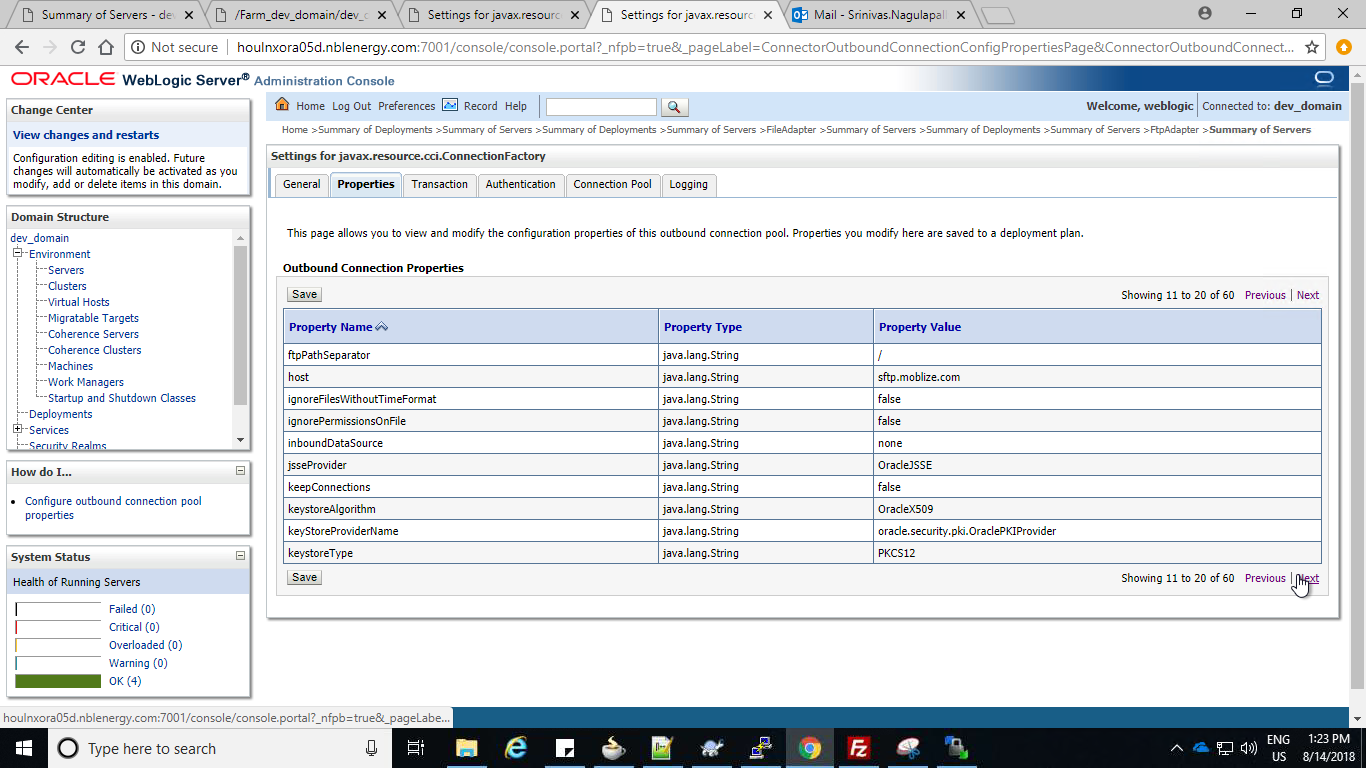 Summary of Servers - dev
/Farm_dev_domain/dev_c
Settings for javax.resourc
Settings for javax.resourc
Mail - Srinivas.Nagulapall
Not secure
houlnxora05d.nblenergy.com:7001/console/console.portal?_nfpb=true&_pageLabel=ConnectorOutboundConnectionConfigPropertiesPage&ConnectorOutboundConnect...
ORACLE WebLogic Server® Administration Console
Change Center
View changes and restarts
Configuration editing is enabled. Future
changes will automatically be activated as you
modify, add or delete items in this domain.
Domain Structure
dev_domain
Environment
Servers
Clusters
Virtual Hosts
Migratable Targets
Coherence Servers
Coherence Clusters
Machines
Work Managers
Startup and Shutdown Classes
Deployments
Services
Security Realms
How do I...
Configure outbound connection pool
properties
System Status
Health of Running Servers
Failed (0)
Critical (0)
Overloaded (0)
Warning (0)
OK (4)
Home Log Out Preferences Record Help
Welcome, weblogic Connected to: dev_domain
Home >Summary of Deployments >Summary of Servers >Summary of Deployments >Summary of Servers >FileAdapter >Summary of Servers >Summary of Deployments >Summary of Servers >FtpAdapter >Summary of Servers
Settings for javax.resource.cci.ConnectionFactory
General Properties Transaction Authentication Connection Pool Logging
This page allows you to view and modify the configuration properties of this outbound connection pool. Properties you modify here are saved to a deployment plan.
Outbound Connection Properties
Save Showing 11 to 20 of 60 Previous | Next
Property Name Property Type Property Value
ftpPathSeparator java.lang.String /
host java.lang.String sftp.moblize.com
ignoreFilesWithoutTimeFormat java.lang.String false
ignorePermissionsOnFile java.lang.String false
inboundDataSource java.lang.String none
jsseProvider java.lang.String OracleJSSE
keepConnections java.lang.String false
keystoreAlgorithm java.lang.String OracleX509
keyStoreProviderName java.lang.String oracle.security.pki.OraclePKIProvider
keystoreType java.lang.String PKCS12
Save Showing 11 to 20 of 60 Previous | Next
houlnxora05d.nblenergy.com:7001/console/console.portal?_nfpb=true&_pageLabe...
Type here to search
ENG
US
1:23 PM
8/14/2018